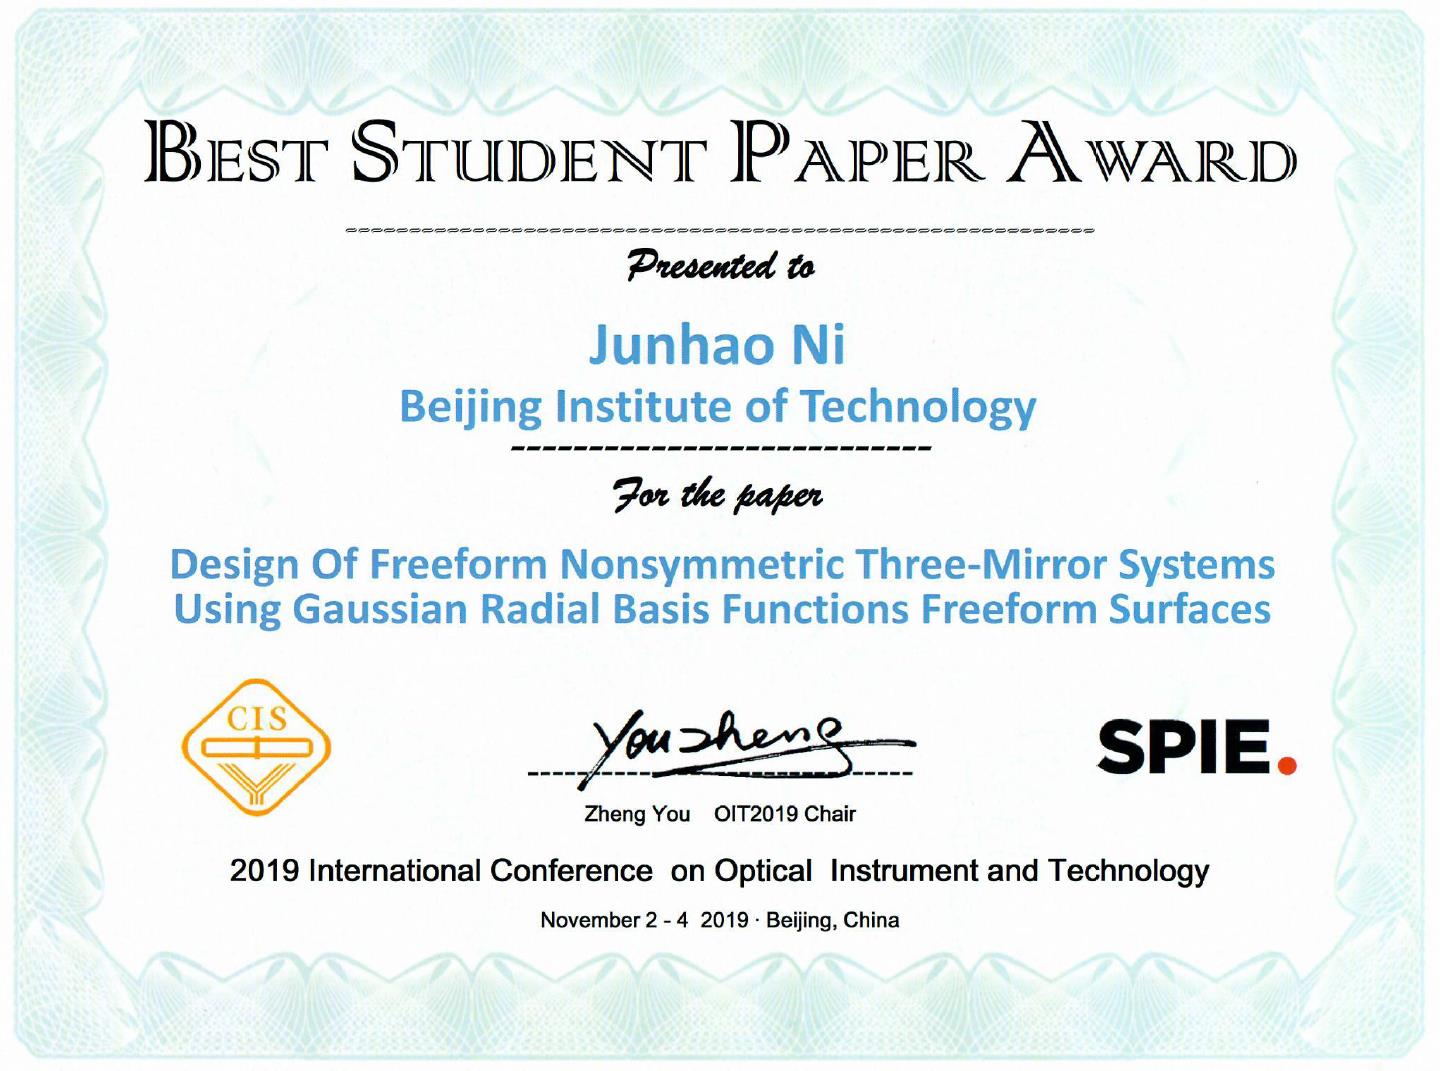 BEST STUDENT PAPER AWARD
Presented to
Junhao Ni
Beijing Institute of Technology
For the paper
Design Of Freeform Nonsymmetric Three-Mirror Systems
Using Gaussian Radial Basis Functions Freeform Surfaces
CIS
You zheng
SPIE.
Zheng You OIT2019 Chair
2019 International Conference on Optical Instrument and Technology
November 2 - 4 2019 · Beijing, China